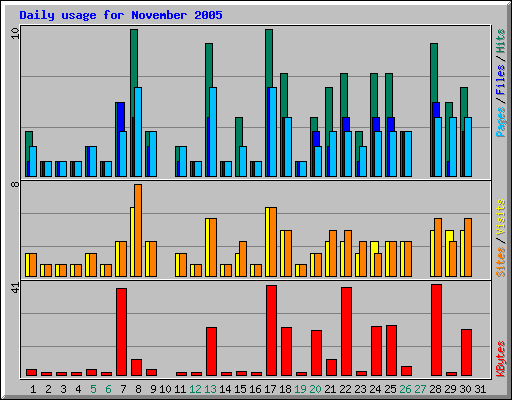 Daily usage for November 2005
10
Pages / Files / Hits
8
Sites / Visits
41
KBytes
1 2 3 4 5 6 7 8 9 10 11 12 13 14 15 16 17 18 19 20 21 22 23 24 25 26 27 28 29 30 31